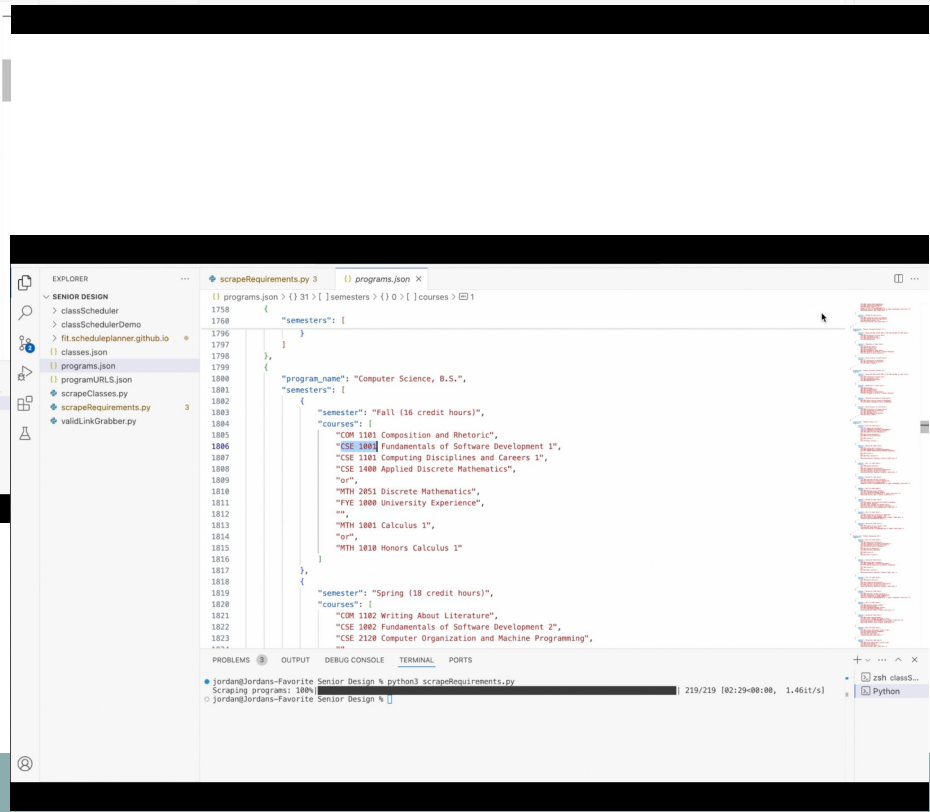 EXPLORER
SENIOR DESIGN
classScheduler
classSchedulerDemo
fit.scheduleplanner.github.io
classes.json
programs.json
programURLS.json
scrapeClasses.py
scrapeRequirements.py 3
validLinkGrabber.py
2
scrapeRequirements.py 3
programs.json
programs.json > {} 31 > [ ] semesters > {} 0 > [ ] courses > 1
1758 {
1760 "semesters": [
1796 }
1797 ]
1798 },
1799 {
1800 "program_name": "Computer Science, B.S.",
1801 "semesters": [
1802 {
1803 "semester": "Fall (16 credit hours)",
1804 "courses": [
1805 "COM 1101 Composition and Rhetoric",
1806 "CSE 1001 Fundamentals of Software Development 1",
1807 "CSE 1101 Computing Disciplines and Careers 1",
1808 "CSE 1400 Applied Discrete Mathematics",
1809 "or",
1810 "MTH 2051 Discrete Mathematics",
1811 "FYE 1000 University Experience",
1812 "",
1813 "MTH 1001 Calculus 1",
1814 "or",
1815 "MTH 1010 Honors Calculus 1"
1816 ]
1817 },
1818 {
1819 "semester": "Spring (18 credit hours)",
1820 "courses": [
1821 "COM 1102 Writing About Literature",
1822 "CSE 1002 Fundamentals of Software Development 2",
1823 "CSE 2120 Computer Organization and Machine Programming",
PROBLEMS 3 OUTPUT DEBUG CONSOLE TERMINAL PORTS
jordan@Jordans-Favorite Senior Design % python3 scrapeRequirements.py
Scraping programs: 100%| | 219/219 [02:29<00:00, 1.46it/s]
jordan@Jordans-Favorite Senior Design %
zsh classS...
Python